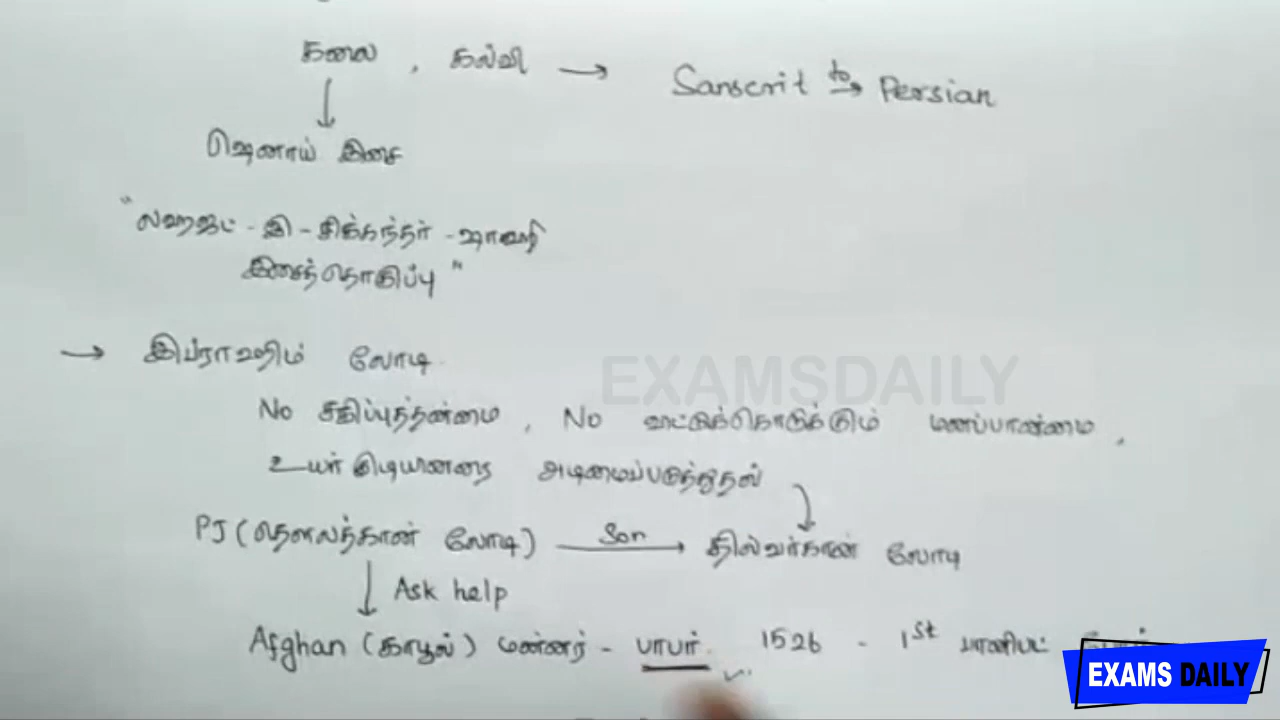 கலை , கல்வி → Sanscrit to → Persian
↓
ஷெனாய் இசை
"லஹஜட் - இ - சிக்கந்தர் - ஷாஹி
இசைத்தொகுப்பு"
→ இப்ராஹிம் லோடி
EXAMSDAILY
No சகிப்புத்தன்மை , No விட்டுக்கொடுக்கும் மனப்பான்மை ,
உயர் குடியினரை அடிமைப்படுத்துதல்
PJ (தௌலத்கான் லோடி) Son → தில்வர்கான் லோடி
↓ Ask help
Afghan (காபூல்) மன்னர் - பாபர் 1526 - 1st பானிபட்
EXAMS DAILY